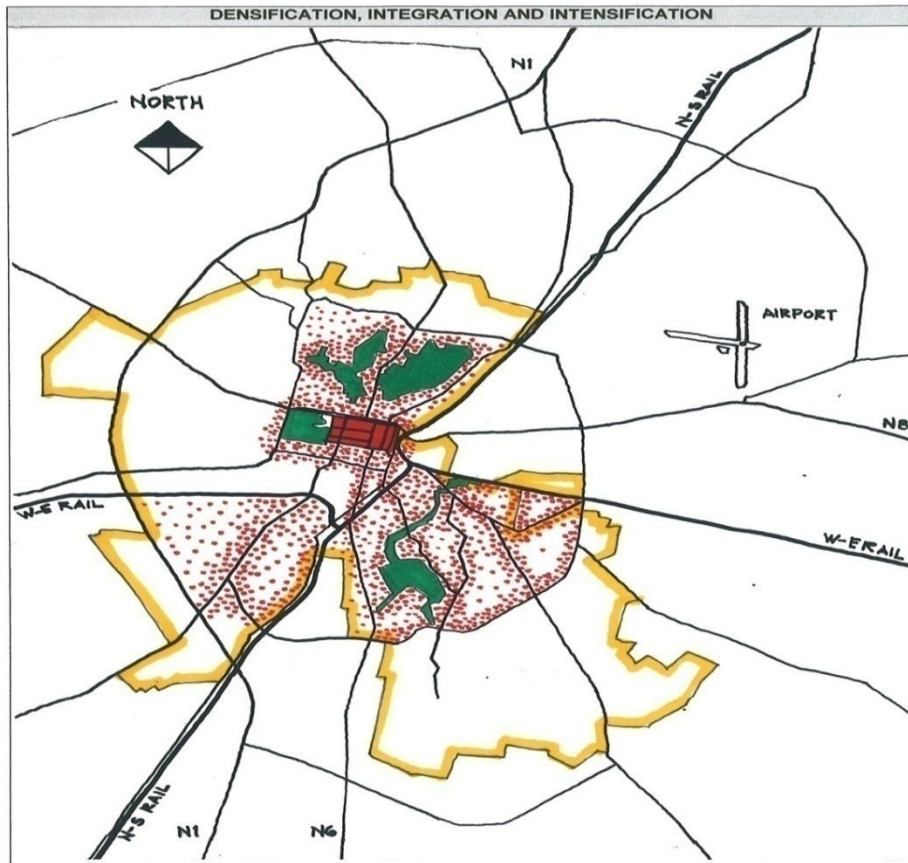 DENSIFICATION, INTEGRATION AND INTENSIFICATION
N1
NORTH
N-S RAIL
AIRPORT
N8
W-E RAIL
W-E RAIL
N-S RAIL
N1
N6